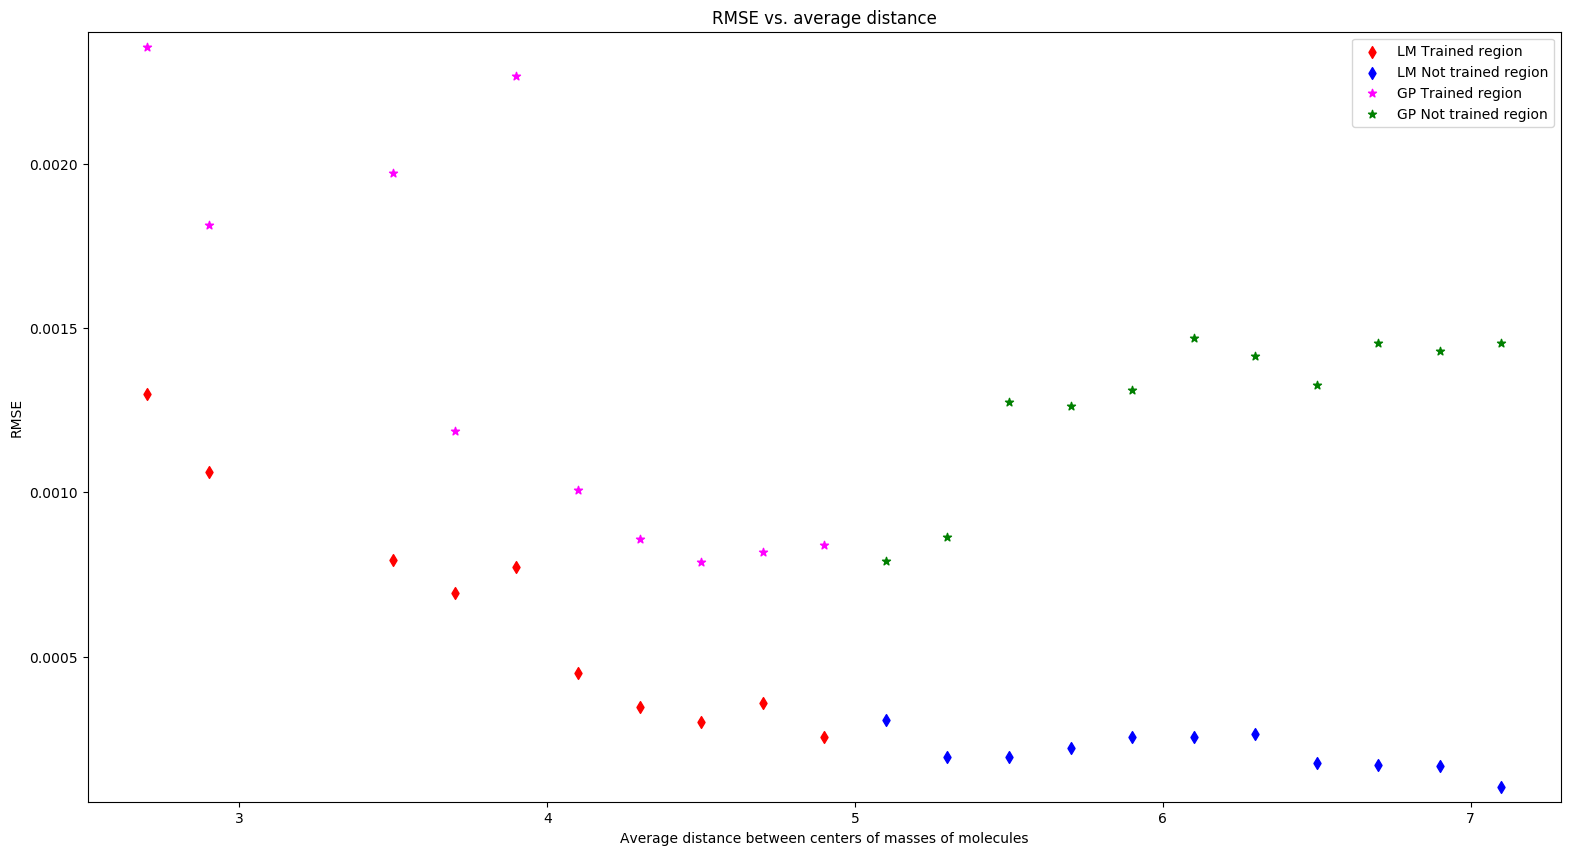 RMSE vs. average distance
LM Trained region
LM Not trained region
GP Trained region
GP Not trained region
0.0020
0.0015
0.0010
0.0005
RMSE
3 4 5 6 7
Average distance between centers of masses of molecules